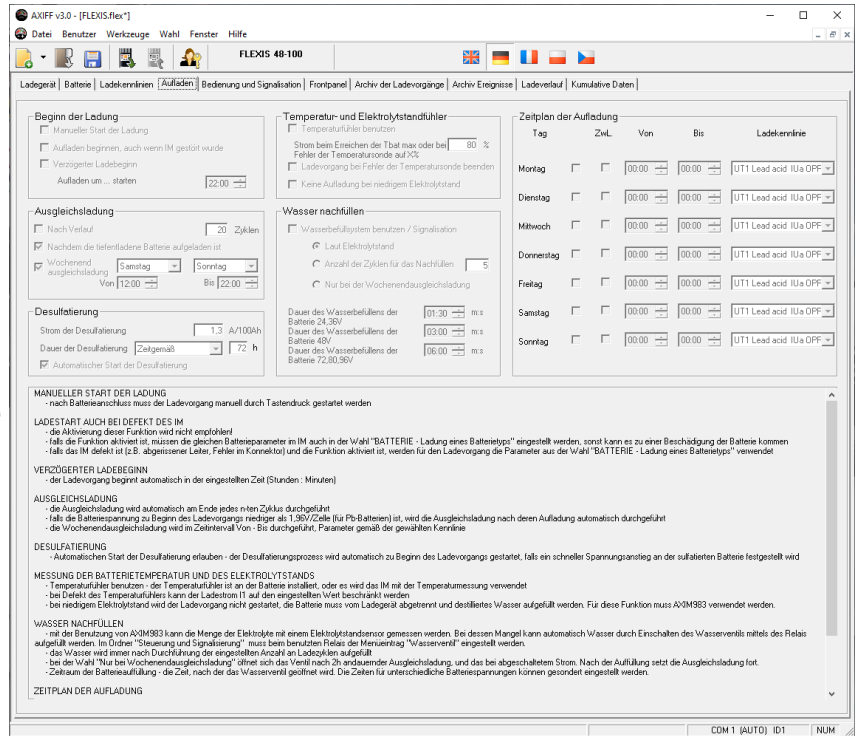 AXIFF v3.0 - [FLEXIS.flex*]
Datei Benutzer Werkzeuge Wahl Fenster Hilfe
FLEXIS 48-100
Ladegerät Batterie Ladekennlinien Aufladen Bedienung und Signalisation Frontpanel Archiv der Ladevorgänge Archiv Ereignisse Ladeverlauf Kumulative Daten
Beginn der Ladung
Manueller Start der Ladung
Aufladen beginnen, auch wenn IM gestört wurde
Verzögerter Ladebeginn
Aufladen um ... starten 22:00
Ausgleichsladung
Nach Verlauf 20 Zyklen
Nachdem die tiefentladene Batterie aufgeladen ist
Wochenend
ausgleichsladung Samstag Sonntag
Von 12:00 Bis 22:00
Desulfatierung
Strom der Desulfatierung 1,3 A/100Ah
Dauer der Desulfatierung Zeitgemäß 72 h
Automatischer Start der Desulfatierung
Temperatur- und Elektrolytstandfühler
Temperaturfühler benutzen
Strom beim Erreichen der Tbat max oder bei 80 %
Fehler der Temperatursonde auf X%
Ladevorgang bei Fehler der Temperatursonde beenden
Keine Aufladung bei niedrigem Elektrolytstand
Wasser nachfüllen
Wasserbefüllsystem benutzen / Signalisation
Laut Elektrolytstand
Anzahl der Zyklen für das Nachfüllen 5
Nur bei der Wochenendausgleichsladung
Dauer des Wasserbefüllens der
Batterie 24,36V 01:30 m:s
Dauer des Wasserbefüllens der
Batterie 48V 03:00 m:s
Dauer des Wasserbefüllens der
Batterie 72,80,96V 06:00 m:s
Zeitplan der Aufladung
Tag ZwL. Von Bis Ladekennlinie
Montag 00:00 00:00 UT1 Lead acid IUa OPF
Dienstag 00:00 00:00 UT1 Lead acid IUa OPF
Mittwoch 00:00 00:00 UT1 Lead acid IUa OPF
Donnerstag 00:00 00:00 UT1 Lead acid IUa OPF
Freitag 00:00 00:00 UT1 Lead acid IUa OPF
Samstag 00:00 00:00 UT1 Lead acid IUa OPF
Sonntag 00:00 00:00 UT1 Lead acid IUa OPF
MANUELLER START DER LADUNG
- nach Batterieanschluss muss der Ladevorgang manuell durch Tastendruck gestartet werden
LADESTART AUCH BEI DEFEKT DES IM
- die Aktivierung dieser Funktion wird nicht empfohlen!
- falls die Funktion aktiviert ist, müssen die gleichen Batterieparameter im IM auch in der Wahl "BATTERIE - Ladung eines Batterietyps" eingestellt werden, sonst kann es zu einer Beschädigung der Batterie kommen
- falls das IM defekt ist (z.B. abgerissener Leiter, Fehler im Konnektor) und die Funktion aktiviert ist, werden für den Ladevorgang die Parameter aus der Wahl "BATTERIE - Ladung eines Batterietyps" verwendet
VERZÖGERTER LADEBEGINN
- der Ladevorgang beginnt automatisch in der eingestellten Zeit (Stunden : Minuten)
AUSGLEICHSLADUNG
- die Ausgleichsladung wird automatisch am Ende jedes n-ten Zyklus durchgeführt
- falls die Batteriespannung zu Beginn des Ladevorgangs niedriger als 1,96V/Zelle (für Pb-Batterien) ist, wird die Ausgleichsladung nach deren Aufladung automatisch durchgeführt
- die Wochenendausgleichsladung wird im Zeitintervall Von - Bis durchgeführt, Parameter gemäß der gewählten Kennlinie
DESULFATIERUNG
- Automatischen Start der Desulfatierung erlauben - der Desulfatierungsprozess wird automatisch zu Beginn des Ladevorgangs gestartet, falls ein schneller Spannungsanstieg an der sulfatierten Batterie festgestellt wird
MESSUNG DER BATTERIETEMPERATUR UND DES ELEKTROLYTSTANDS
- Temperaturfühler benutzen - der Temperaturfühler ist an der Batterie installiert, oder es wird das IM mit der Temperaturmessung verwendet
- bei Defekt des Temperaturfühlers kann der Ladestrom I1 auf den eingestellten Wert beschränkt werden
- bei niedrigem Elektrolytstand wird der Ladevorgang nicht gestartet, die Batterie muss vom Ladegerät abgetrennt und destilliertes Wasser aufgefüllt werden. Für diese Funktion muss AXIM983 verwendet werden.
WASSER NACHFÜLLEN
- mit der Benutzung von AXIM983 kann die Menge der Elektrolyte mit einem Elektrolytstandsensor gemessen werden. Bei dessen Mangel kann automatisch Wasser durch Einschalten des Wasserventils mittels des Relais
aufgefüllt werden. Im Ordner "Steuerung und Signalisierung" muss beim benutzten Relais der Menüeintrag "Wasserventil" eingestellt werden.
- das Wasser wird immer nach Durchführung der eingestellten Anzahl an Ladezyklen aufgefüllt
- bei der Wahl "Nur bei Wochenendausgleichsladung" öffnet sich das Ventil nach 2h andauernder Ausgleichsladung, und das bei abgeschaltetem Strom. Nach der Auffüllung setzt die Ausgleichsladung fort.
- Zeitraum der Batterieauffüllung - die Zeit, nach der das Wasserventil geöffnet wird. Die Zeiten für unterschiedliche Batteriespannungen können gesondert eingestellt werden.
ZEITPLAN DER AUFLADUNG
COM 1 (AUTO) ID1 NUM